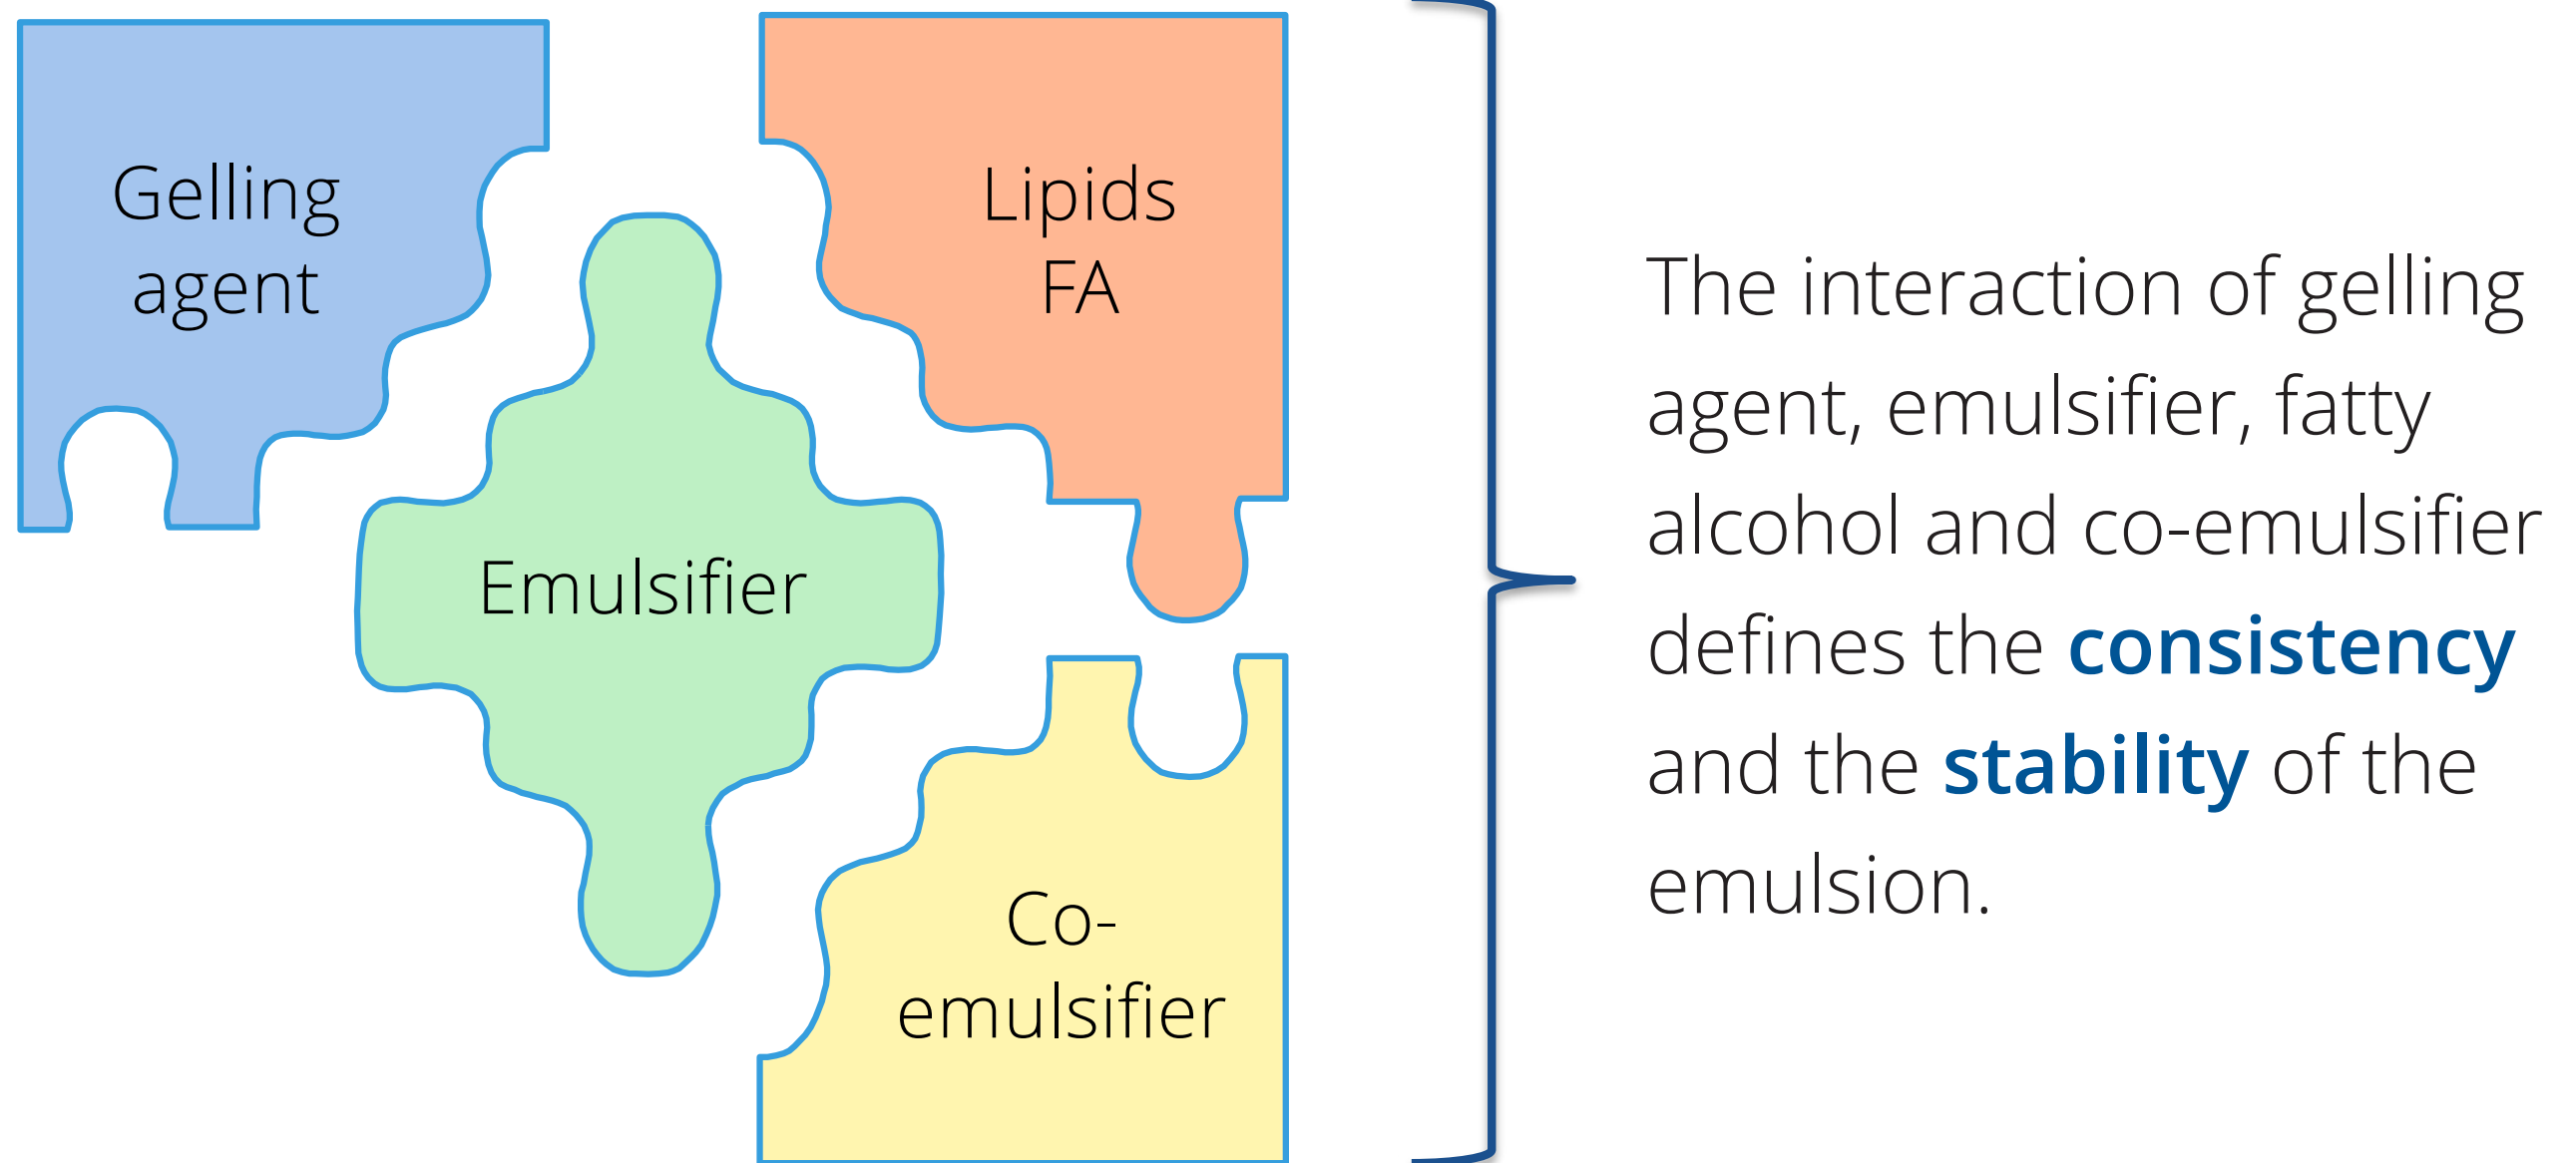 Gelling
agent
Lipids
FA
Emulsifier
Co-
emulsifier
The interaction of gelling
agent, emulsifier, fatty
alcohol and co-emulsifier
defines the consistency
and the stability of the
emulsion.